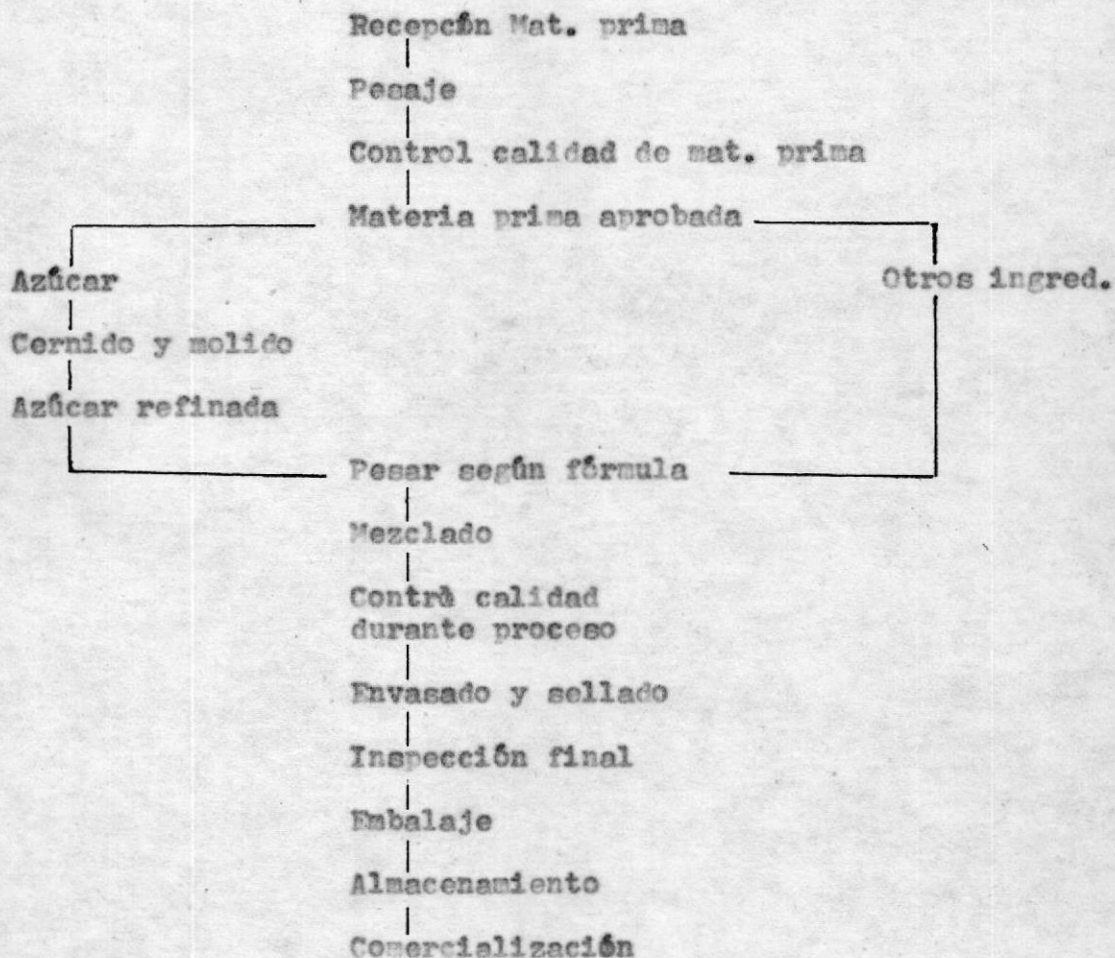 Recepción Mat. prima
Pesaje
Control calidad de mat. prima
Materia prima aprobada
Azúcar
Otros ingred.
Cernido y molido
Azúcar refinada
Pesar según fórmula
Mezclado
Contról calidad
durante proceso
Envasado y sellado
Inspección final
Embalaje
Almacenamiento
Comercialización